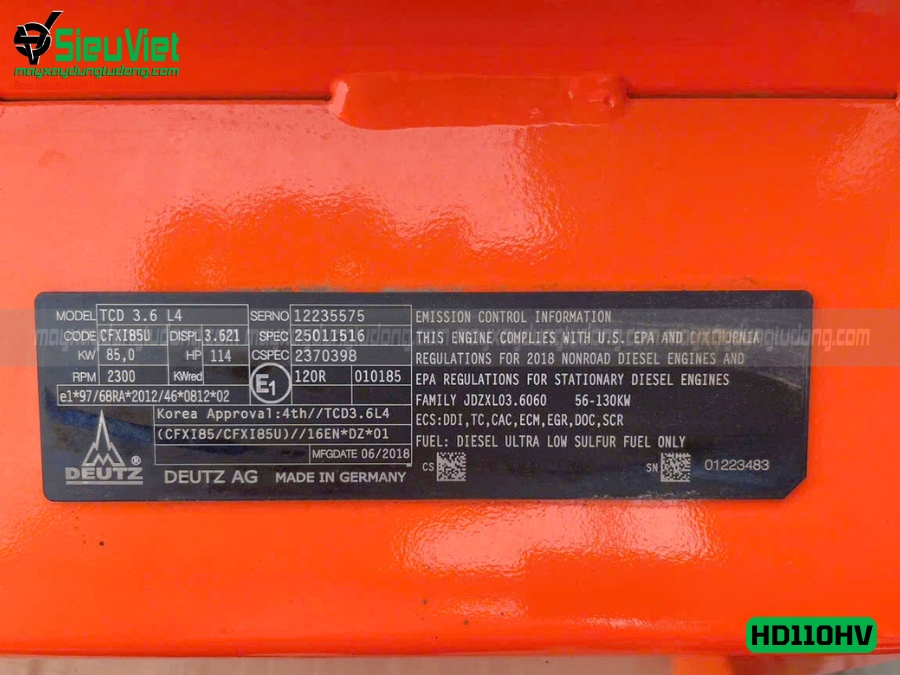 SieuViet
mayxaydungtudong.com
MODEL TCD 3.6 L4 SERNO 12235575
CODE CFXI85U DISPL 3.621 SPEC 25011516
KW 85,0 HP 114 CSPEC 2370398
RPM 2300 KWred E1 120R 010185
e1*97/68RA*2012/46*0812*02
Korea Approval:4th//TCD3.6L4
(CFXI85/CFXI85U)//16EN*DZ*01
MFGDATE 06/2018
DEUTZ ®
DEUTZ AG MADE IN GERMANY
EMISSION CONTROL INFORMATION
THIS ENGINE COMPLIES WITH U.S. EPA AND CALIFORNIA
REGULATIONS FOR 2018 NONROAD DIESEL ENGINES AND
EPA REGULATIONS FOR STATIONARY DIESEL ENGINES
FAMILY JDZXL03.6060 56-130KW
ECS:DDI,TC,CAC,ECM,EGR,DOC,SCR
FUEL: DIESEL ULTRA LOW SULFUR FUEL ONLY
CS SN 01223483
HD110HV